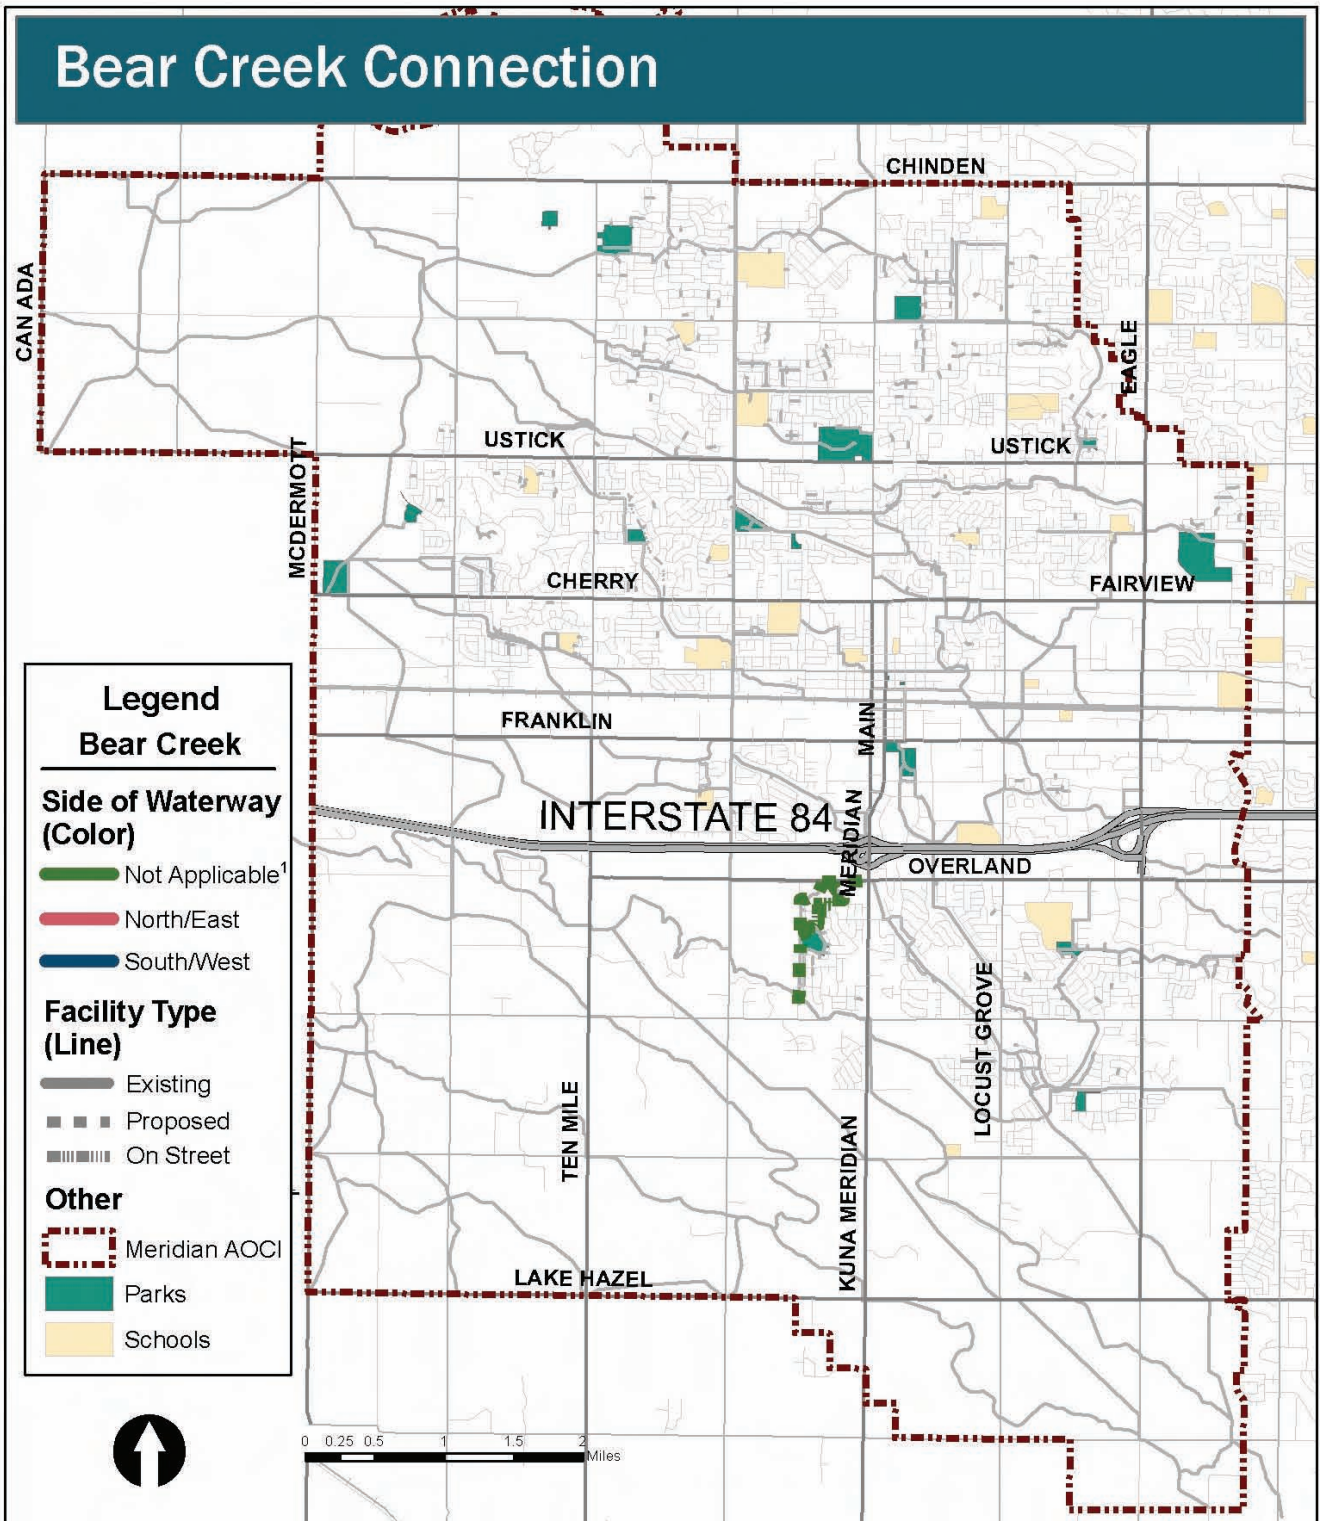 Bear Creek Connection
CHINDEN
CAN ADA
EAGLE
USTICK
USTICK
MCDERMOTT
CHERRY
FAIRVIEW
FRANKLIN
MAIN
INTERSTATE 84
MERIDIAN
OVERLAND
LOCUST GROVE
TEN MILE
KUNA MERIDIAN
LAKE HAZEL
Legend
Bear Creek
Side of Waterway
(Color)
Not Applicable¹
North/East
South/West
Facility Type
(Line)
Existing
Proposed
On Street
Other
Meridian AOCI
Parks
Schools
0 0.25 0.5 1 1.5 2
Miles